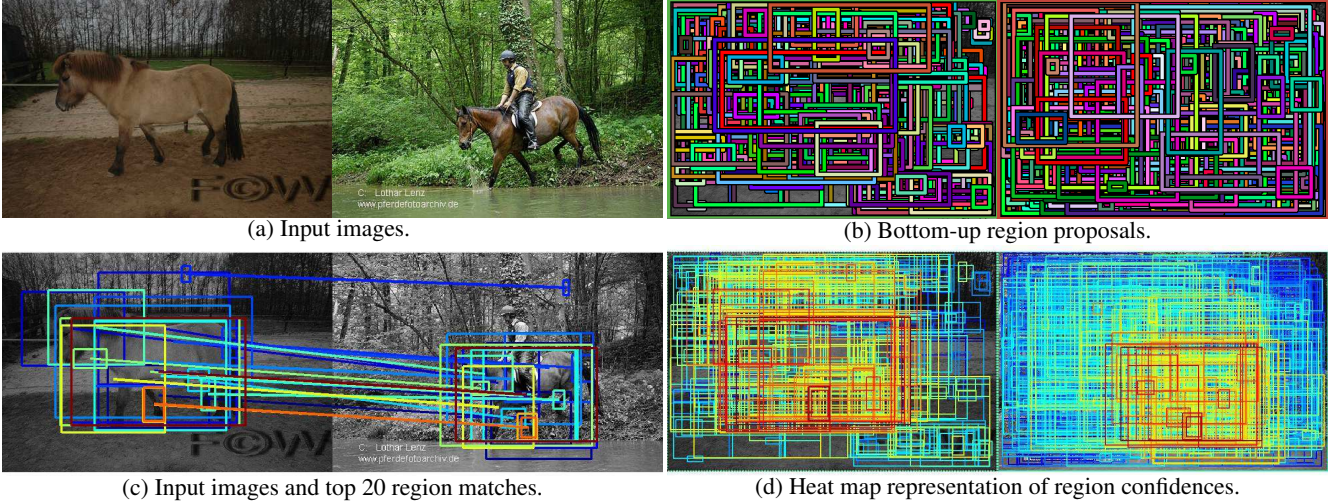 F©W
C: Lothar Lenz
www.pferdefotoarchiv.de
(a) Input images.
(b) Bottom-up region proposals.
F©W
C: Lothar Lenz
www.pferdefotoarchiv.de
(c) Input images and top 20 region matches.
(d) Heat map representation of region confidences.